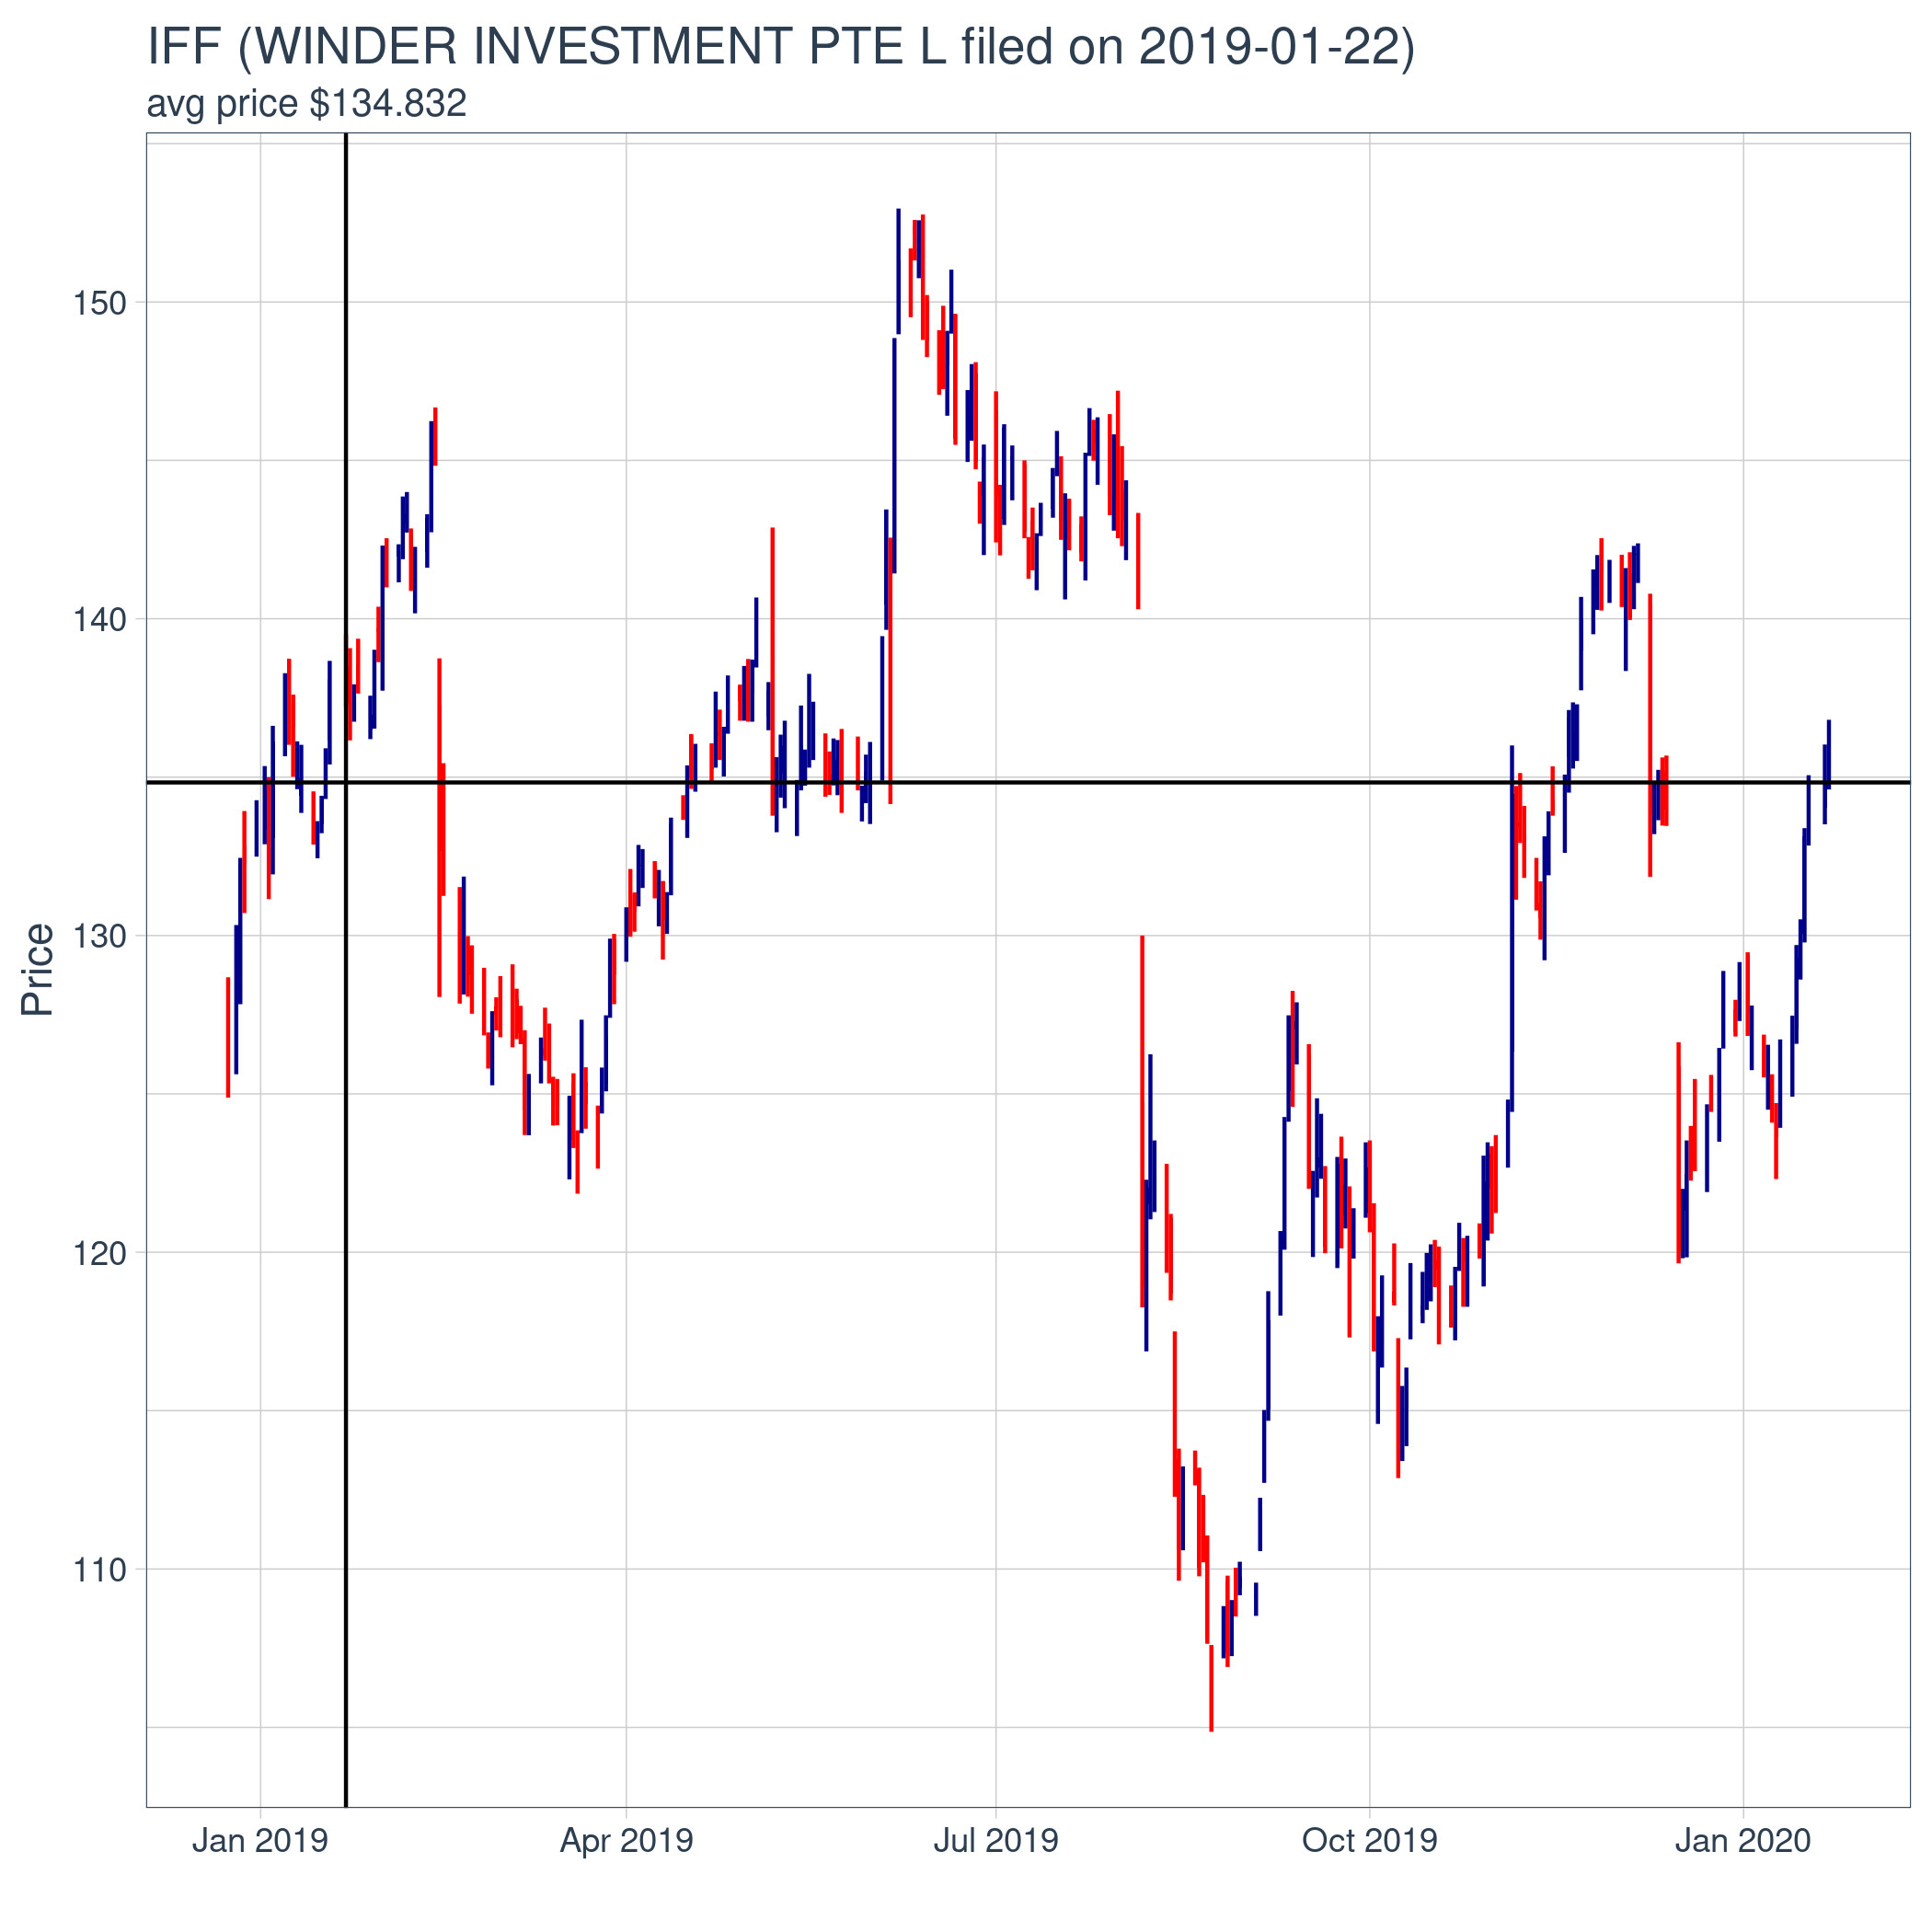 IFF (WINDER INVESTMENT PTE L filed on 2019-01-22)
avg price $134.832
150
140
130
120
110
Price
Jan 2019
Apr 2019
Jul 2019
Oct 2019
Jan 2020